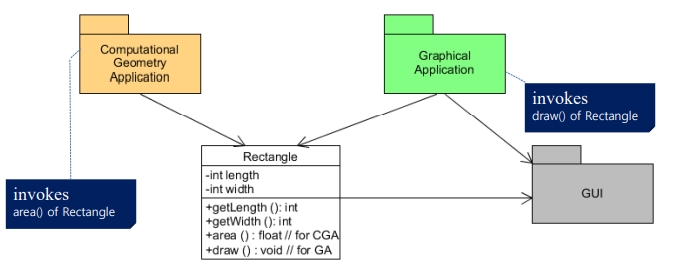 Computational
Geometry
Application
Graphical
Application
invokes
draw() of Rectangle
invokes
area() of Rectangle
Rectangle
-int length
-int width
+getLength (): int
+getWidth (): int
+area () : float // for CGA
+draw () : void // for GA
GUI